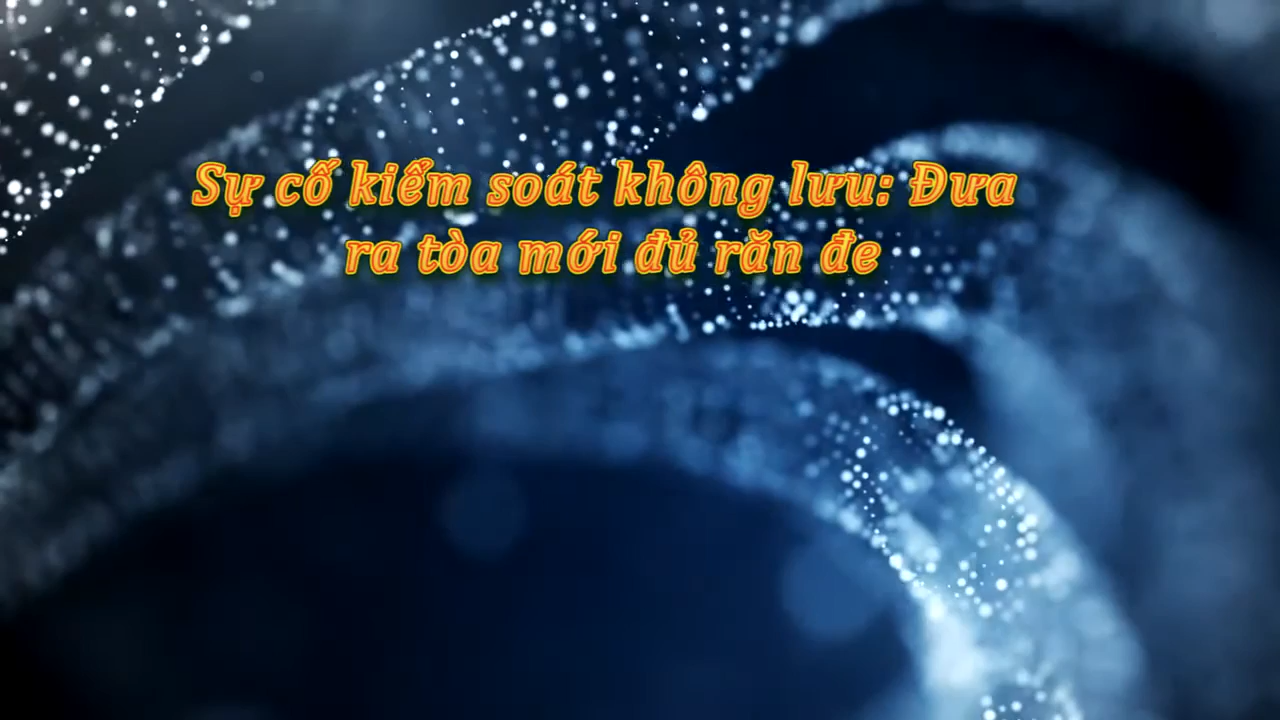 Sự cố kiểm soát không lưu: Đưa
ra tòa mới đủ răn đe